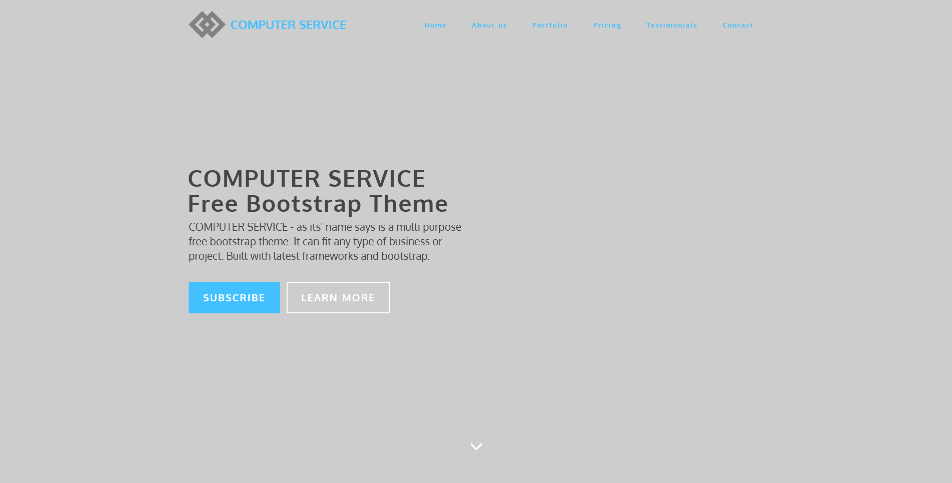 COMPUTER SERVICE
Home About us Portfolio Pricing Testimonials Contact
COMPUTER SERVICE
Free Bootstrap Theme
COMPUTER SERVICE - as its' name says is a multi purpose
free bootstrap theme. It can fit any type of business or
project. Built with latest frameworks and bootstrap.
SUBSCRIBE LEARN MORE